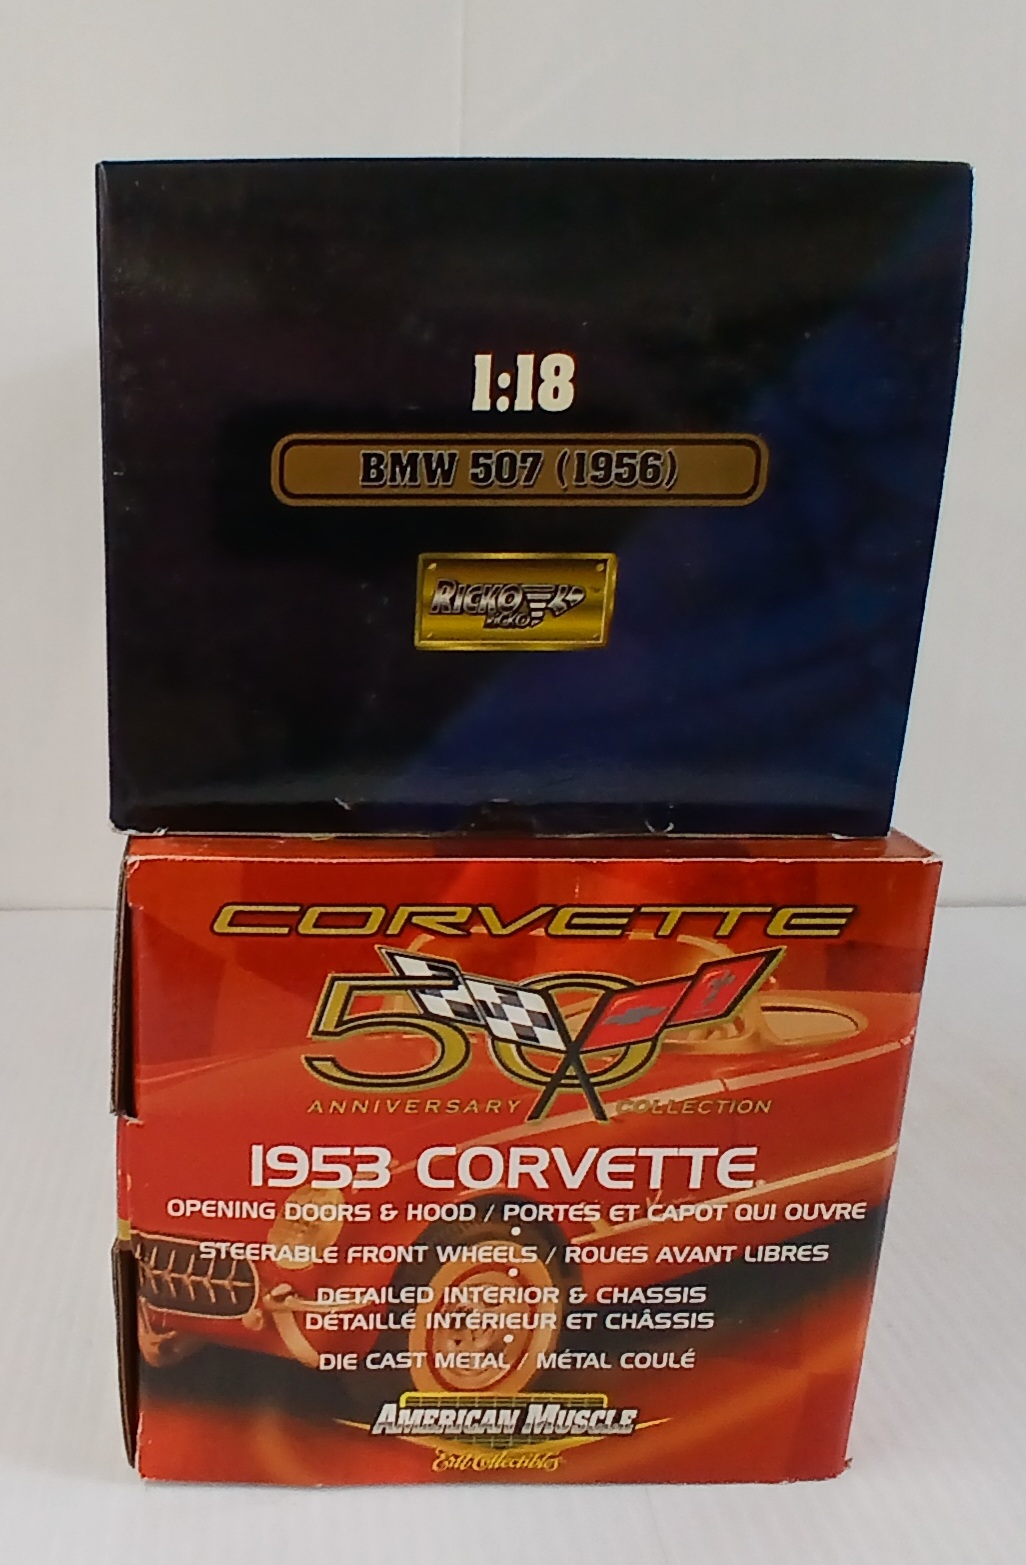 1:18
BMW 507 (1956)
RICKO
RICKO
CORVETTE
50
ANNIVERSARY COLLECTION
1953 CORVETTE
OPENING DOORS & HOOD / PORTES ET CAPOT QUI OUVRE
STEERABLE FRONT WHEELS / ROUES AVANT LIBRES
DETAILED INTERIOR & CHASSIS
DÉTAILLÉ INTÉRIEUR ET CHÂSSIS
DIE CAST METAL / MÉTAL COULÉ
AMERICAN MUSCLE
Ertl Collectibles